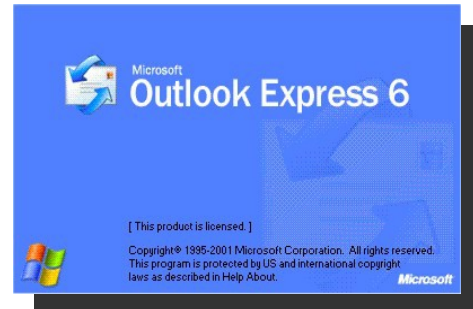 Microsoft
Outlook Express 6
[ This product is licensed. ]
Copyright® 1995-2001 Microsoft Corporation. All rights reserved.
This program is protected by US and international copyright
laws as described in Help About.
Microsoft